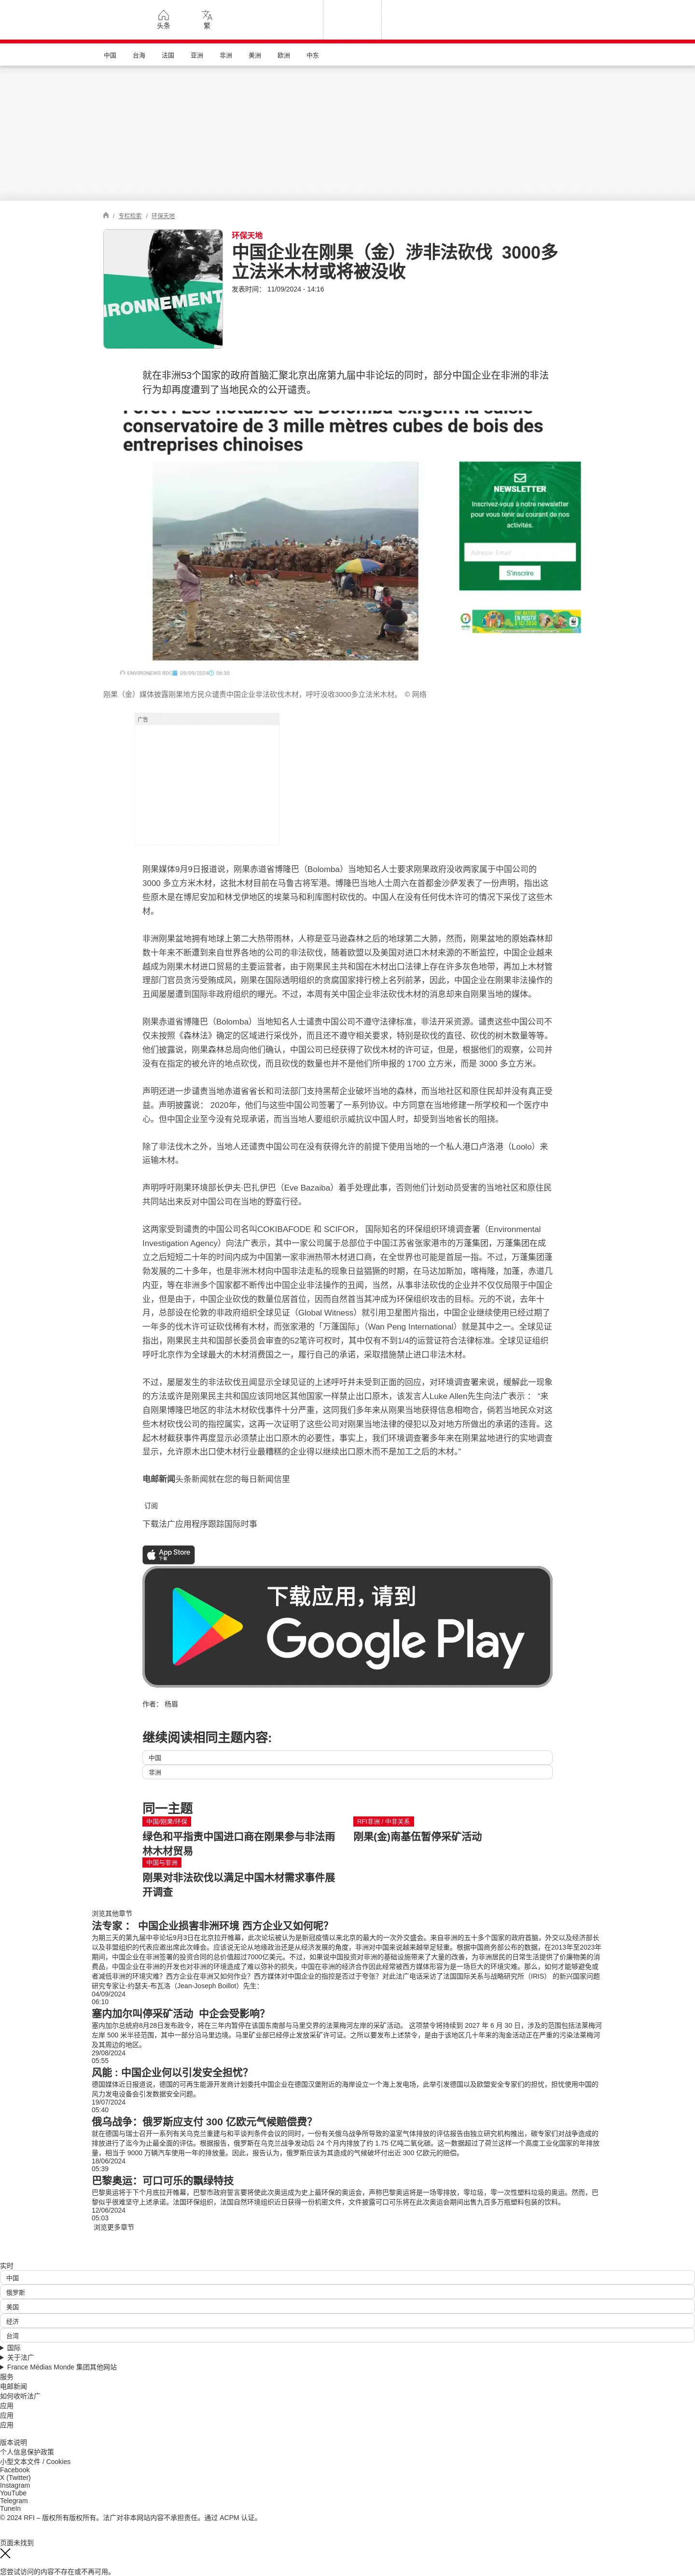 头条
繁
中国
台海
法国
亚洲
非洲
美洲
欧洲
中东
/ 专栏检索 / 环保天地
环保天地
中国企业在刚果（金）涉非法砍伐 3000多
立法米木材或将被没收
发表时间： 11/09/2024 - 14:16
IRONNEMENT
就在非洲53个国家的政府首脑汇聚北京出席第九届中非论坛的同时，部分中国企业在非洲的非法
行为却再度遭到了当地民众的公开谴责。
Forêt : Les notables de Bolomba exigent la saisie
conservatoire de 3 mille mètres cubes de bois des
entreprises chinoises
NEWSLETTER
Inscrivez-vous à notre newsletter
pour vous tenir au courant de nos
activités.
Adresse Email
S'inscrire
ENVIRONEWS RDC 09/09/2024 06:30
刚果（金）媒体披露刚果地方民众谴责中国企业非法砍伐木材，呼吁没收3000多立法米木材。 © 网络
广告
刚果媒体9月9日报道说，刚果赤道省博隆巴（Bolomba）当地知名人士要求刚果政府没收两家属于中国公司的
3000 多立方米木材，这批木材目前在马鲁古将军港。博隆巴当地人士周六在首都金沙萨发表了一份声明，指出这
些原木是在博尼安加和林戈伊地区的埃莱马和利库图村砍伐的。中国人在没有任何伐木许可的情况下采伐了这些木
材。
非洲刚果盆地拥有地球上第二大热带雨林，人称是亚马逊森林之后的地球第二大肺，然而，刚果盆地的原始森林却
数十年来不断遭到来自世界各地的公司的非法砍伐，随着欧盟以及美国对进口木材来源的不断监控，中国企业越来
越成为刚果木材进口贸易的主要运营者，由于刚果民主共和国在木材出口法律上存在许多灰色地带，再加上木材管
理部门官员贪污受贿成风，刚果在国际透明组织的贪腐国家排行榜上名列前茅，因此，中国企业在刚果非法操作的
丑闻屡屡遭到国际非政府组织的曝光。不过，本周有关中国企业非法砍伐木材的消息却来自刚果当地的媒体。
刚果赤道省博隆巴（Bolomba）当地知名人士谴责中国公司不遵守法律标准，非法开采资源。谴责这些中国公司不
仅未按照《森林法》确定的区域进行采伐外，而且还不遵守相关要求，特别是砍伐的直径、砍伐的树木数量等等。
他们披露说，刚果森林总局向他们确认，中国公司已经获得了砍伐木材的许可证，但是，根据他们的观察，公司并
没有在指定的被允许的地点砍伐，而且砍伐的数量也并不是他们所申报的 1700 立方米，而是 3000 多立方米。
声明还进一步谴责当地赤道省省长和司法部门支持黑帮企业破坏当地的森林，而当地社区和原住民却并没有真正受
益。声明披露说： 2020年，他们与这些中国公司签署了一系列协议。中方同意在当地修建一所学校和一个医疗中
心。但中国企业至今没有兑现承诺，而当当地人要组织示威抗议中国人时，却受到当地省长的阻挠。
除了非法伐木之外，当地人还谴责中国公司在没有获得允许的前提下使用当地的一个私人港口卢洛港（Loolo）来
运输木材。
声明呼吁刚果环境部长伊夫·巴扎伊巴（Eve Bazaiba）着手处理此事，否则他们计划动员受害的当地社区和原住民
共同站出来反对中国公司在当地的野蛮行径。
这两家受到谴责的中国公司名叫COKIBAFODE 和 SCIFOR， 国际知名的环保组织环境调查署（Environmental
Investigation Agency）向法广表示，其中一家公司属于总部位于中国江苏省张家港市的万蓬集团，万蓬集团在成
立之后短短二十年的时间内成为中国第一家非洲热带木材进口商，在全世界也可能是首屈一指。不过，万蓬集团蓬
勃发展的二十多年，也是非洲木材向中国非法走私的现象日益猖獗的时期，在马达加斯加，喀梅隆，加蓬，赤道几
内亚，等在非洲多个国家都不断传出中国企业非法操作的丑闻，当然，从事非法砍伐的企业并不仅仅局限于中国企
业，但是由于，中国企业砍伐的数量位居首位，因而自然首当其冲成为环保组织攻击的目标。元的不说，去年十
月，总部设在伦敦的非政府组织全球见证（Global Witness）就引用卫星图片指出，中国企业继续使用已经过期了
一年多的伐木许可证砍伐稀有木材，而张家港的「万蓬国际」（Wan Peng International）就是其中之一。全球见证
指出，刚果民主共和国部长委员会审查的52笔许可权时，其中仅有不到1/4的运营证符合法律标准。全球见证组织
呼吁北京作为全球最大的木材消费国之一，履行自己的承诺，采取措施禁止进口非法木材。
不过，屡屡发生的非法砍伐丑闻显示全球见证的上述呼吁并未受到正面的回应，对环境调查署来说，缓解此一现象
的方法或许是刚果民主共和国应该同地区其他国家一样禁止出口原木，该发言人Luke Allen先生向法广表示 ： “来
自刚果博隆巴地区的非法木材砍伐事件十分严重，这同我们多年来从刚果当地获得信息相吻合，倘若当地民众对这
些木材砍伐公司的指控属实，这再一次证明了这些公司对刚果当地法律的侵犯以及对地方所做出的承诺的违背。这
起木材截获事件再度显示必须禁止出口原木的必要性，事实上，我们环境调查署多年来在刚果盆地进行的实地调查
显示，允许原木出口使木材行业最糟糕的企业得以继续出口原木而不是加工之后的木材。”
电邮新闻头条新闻就在您的每日新闻信里
订阅
下载法广应用程序跟踪国际时事
App Store
下载
下载应用，请到
Google Play
作者： 杨眉
继续阅读相同主题内容:
中国
非洲
同一主题
中国/刚果/环保
绿色和平指责中国进口商在刚果参与非法雨
林木材贸易
RFI非洲 / 中非关系
刚果(金)南基伍暂停采矿活动
中国与非洲
刚果对非法砍伐以满足中国木材需求事件展
开调查
浏览其他章节
法专家： 中国企业损害非洲环境 西方企业又如何呢?
为期三天的第九届中非论坛9月3日在北京拉开帷幕，此次论坛被认为是新冠疫情以来北京的最大的一次外交盛会。来自非洲的五十多个国家的政府首脑，外交以及经济部长
以及非盟组织的代表应邀出席此次峰会。应该说无论从地缘政治还是从经济发展的角度，非洲对中国来说越来越举足轻重。根据中国商务部公布的数据，在2013年至2023年
期间，中国企业在非洲签署的投资合同的总价值超过7000亿美元。不过，如果说中国投资对非洲的基础设施带来了大量的改善，为非洲居民的日常生活提供了价廉物美的消
费品，中国企业在非洲的开发也对非洲的环境造成了难以弥补的损失，中国在非洲的经济合作因此经常被西方媒体形容为是一场巨大的环境灾难。那么，如何才能够避免或
者减低非洲的环境灾难？西方企业在非洲又如何作业？西方媒体对中国企业的指控是否过于夸张？对此法广电话采访了法国国际关系与战略研究所（IRIS） 的新兴国家问题
研究专家让-约瑟夫-布瓦洛（Jean-Joseph Boillot）先生：
04/09/2024
06:10
塞内加尔叫停采矿活动 中企会受影响?
塞内加尔总统府8月28日发布政令，将在三年内暂停在该国东南部与马里交界的法莱梅河左岸的采矿活动。 这项禁令将持续到 2027 年 6 月 30 日，涉及的范围包括法莱梅河
左岸 500 米半径范围，其中一部分沿马里边境。马里矿业部已经停止发放采矿许可证。之所以要发布上述禁令，是由于该地区几十年来的淘金活动正在严重的污染法莱梅河
及其周边的地区。
29/08/2024
05:55
风能 : 中国企业何以引发安全担忧?
德国媒体近日报道说，德国的可再生能源开发商计划委托中国企业在德国汉堡附近的海岸设立一个海上发电场，此举引发德国以及欧盟安全专家们的担忧，担忧使用中国的
风力发电设备会引发数据安全问题。
19/07/2024
05:40
俄乌战争：俄罗斯应支付 300 亿欧元气候赔偿费?
就在德国与瑞士召开一系列有关乌克兰重建与和平谈判条件会议的同时，一份有关俄乌战争所导致的温室气体排放的评估报告由独立研究机构推出，碳专家们对战争造成的
排放进行了迄今为止最全面的评估。根据报告，俄罗斯在乌克兰战争发动后 24 个月内排放了约 1.75 亿吨二氧化碳。这一数据超过了荷兰这样一个高度工业化国家的年排放
量，相当于 9000 万辆汽车使用一年的排放量。因此，报告认为，俄罗斯应该为其造成的气候破坏付出近 300 亿欧元的赔偿。
18/06/2024
05:39
巴黎奥运：可口可乐的飘绿特技
巴黎奥运将于下个月底拉开帷幕，巴黎市政府誓言要将使此次奥运成为史上最环保的奥运会，声称巴黎奥运将是一场零排放，零垃圾，零一次性塑料垃圾的奥运。然而，巴
黎似乎很难坚守上述承诺。法国环保组织，法国自然环境组织近日获得一份机密文件，文件披露可口可乐将在此次奥运会期间出售九百多万瓶塑料包装的饮料。
12/06/2024
05:03
浏览更多章节
实时
中国
俄罗斯
美国
经济
台湾
国际
关于法广
France Médias Monde 集团其他网站
服务
电邮新闻
如何收听法广
应用
应用
应用
版本说明
个人信息保护政策
小型文本文件 / Cookies
Facebook
X (Twitter)
Instagram
YouTube
Telegram
TuneIn
© 2024 RFI – 版权所有版权所有。法广对非本网站内容不承担责任。通过 ACPM 认证。
页面未找到
您尝试访问的内容不存在或不再可用。